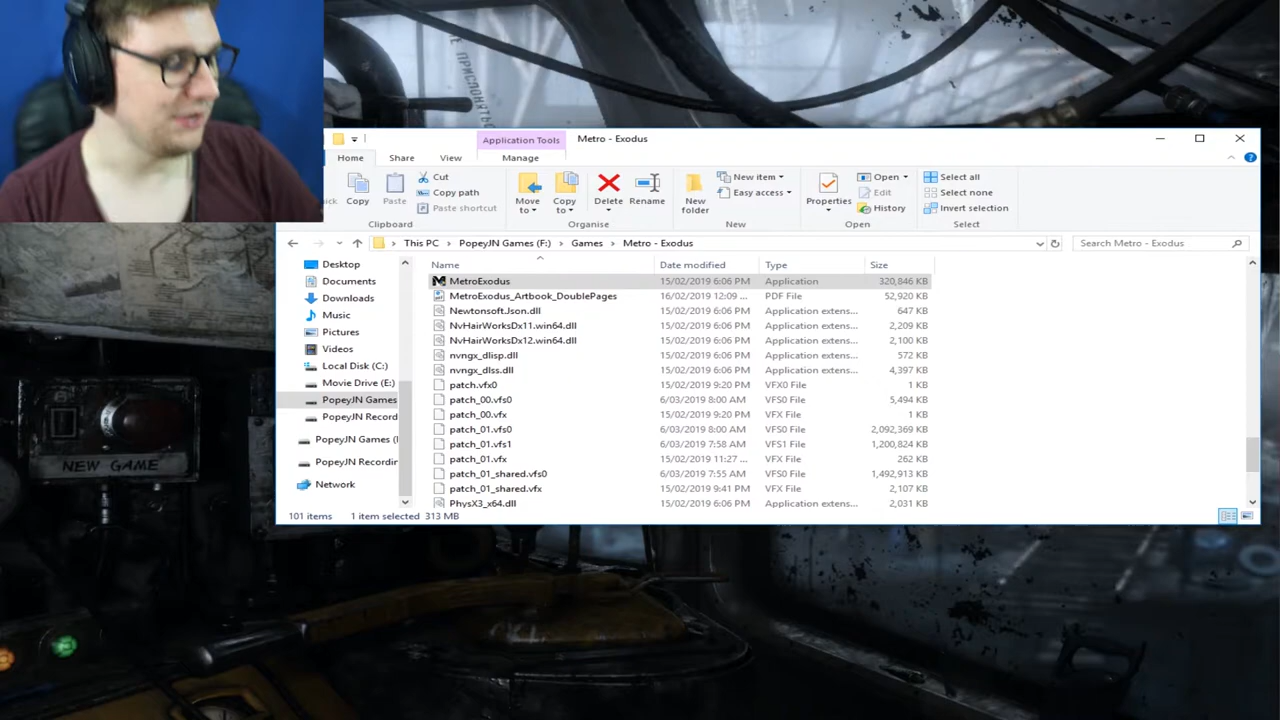 Е ПРИСЛОНЯТЬС
Application Tools Metro - Exodus
Home Share View Manage
Copy Paste Cut Copy path Paste shortcut
Clipboard
Move to Copy to Delete Rename
Organise
New folder New item Easy access
New
Properties Open Edit History
Open
Select all Select none Invert selection
Select
This PC PopeyJN Games (F:) Games Metro - Exodus Search Metro - Exodus
Desktop
Documents
Downloads
Music
Pictures
Videos
Local Disk (C:)
Movie Drive (E:)
PopeyJN Games
PopeyJN Record
PopeyJN Games (
PopeyJN Recordin
Network
Name Date modified Type Size
MetroExodus 15/02/2019 6:06 PM Application 320,846 KB
MetroExodus_Artbook_DoublePages 16/02/2019 12:09 ... PDF File 52,920 KB
Newtonsoft.Json.dll 15/02/2019 6:06 PM Application extens... 647 KB
NvHairWorksDx11.win64.dll 15/02/2019 6:06 PM Application extens... 2,209 KB
NvHairWorksDx12.win64.dll 15/02/2019 6:06 PM Application extens... 2,100 KB
nvngx_dlisp.dll 15/02/2019 6:06 PM Application extens... 572 KB
nvngx_dlss.dll 15/02/2019 6:06 PM Application extens... 4,397 KB
patch.vfx0 15/02/2019 9:20 PM VFX0 File 1 KB
patch_00.vfs0 6/03/2019 8:00 AM VFS0 File 5,494 KB
patch_00.vfx 15/02/2019 9:20 PM VFX File 1 KB
patch_01.vfs0 6/03/2019 8:00 AM VFS0 File 2,092,369 KB
patch_01.vfs1 6/03/2019 7:58 AM VFS1 File 1,200,824 KB
patch_01.vfx 15/02/2019 11:27 ... VFX File 262 KB
patch_01_shared.vfs0 6/03/2019 7:55 AM VFS0 File 1,492,913 KB
patch_01_shared.vfx 15/02/2019 9:41 PM VFX File 2,107 KB
PhysX3_x64.dll 15/02/2019 6:06 PM Application extens... 2,031 KB
101 items 1 item selected 313 MB
NEW GAME